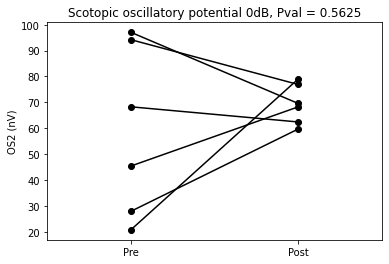 Scotopic oscillatory potential 0dB, Pval = 0.5625
OS2 (nV)
100
90
80
70
60
50
40
30
20
Pre
Post